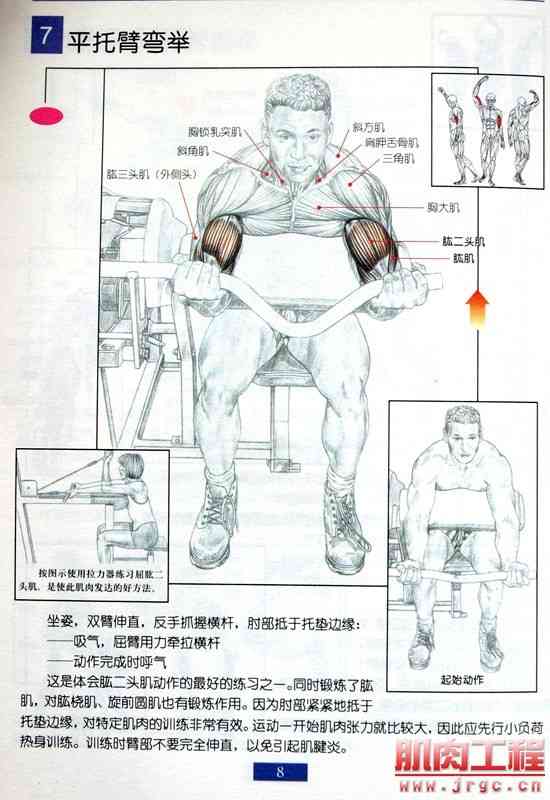 7 平托臂弯举
胸锁乳突肌
斜角肌
肱三头肌（外侧头）
斜方肌
肩胛舌骨肌
三角肌
胸大肌
肱二头肌
肱肌
按图示使用拉力器练习屈肱二
头肌，是使此肌肉发达的好方法。
起始动作
坐姿，双臂伸直，反手抓握横杆，肘部抵于托垫边缘：
——吸气，屈臂用力牵拉横杆
——动作完成时呼气
这是体会肱二头肌动作的最好的练习之一。同时锻炼了肱
肌，对肱桡肌、旋前圆肌也有锻炼作用。因为肘部紧紧地抵于
托垫边缘，对特定肌肉的训练非常有效。运动一开始肌肉张力就比较大，因此应先行小负荷
热身训练。训练时臂部不要完全伸直，以免引起肌腱炎。
8
肌肉工程
www.jrgc.cn